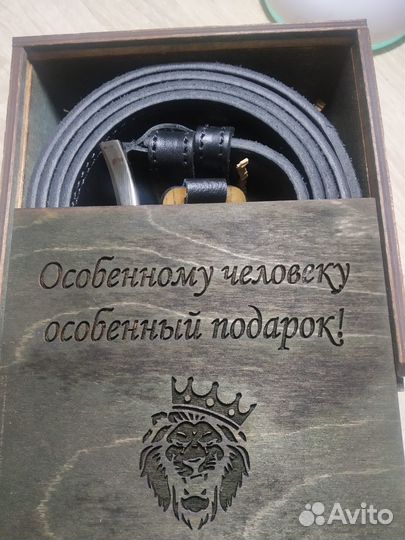 Особенному человеку
особенный подарок!
Avito